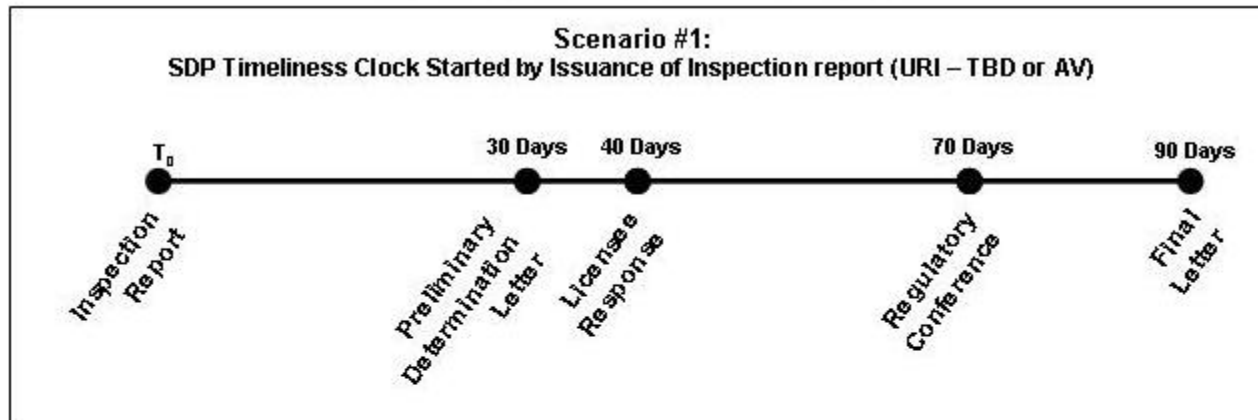 Scenario #1:
SDP Timeliness Clock Started by Issuance of Inspection report (URI – TBD or AV)
T0
30 Days
40 Days
70 Days
90 Days
Inspection
Report
Preliminary
Determination
Letter
Licensee
Response
Regulatory
Conference
Final
Letter